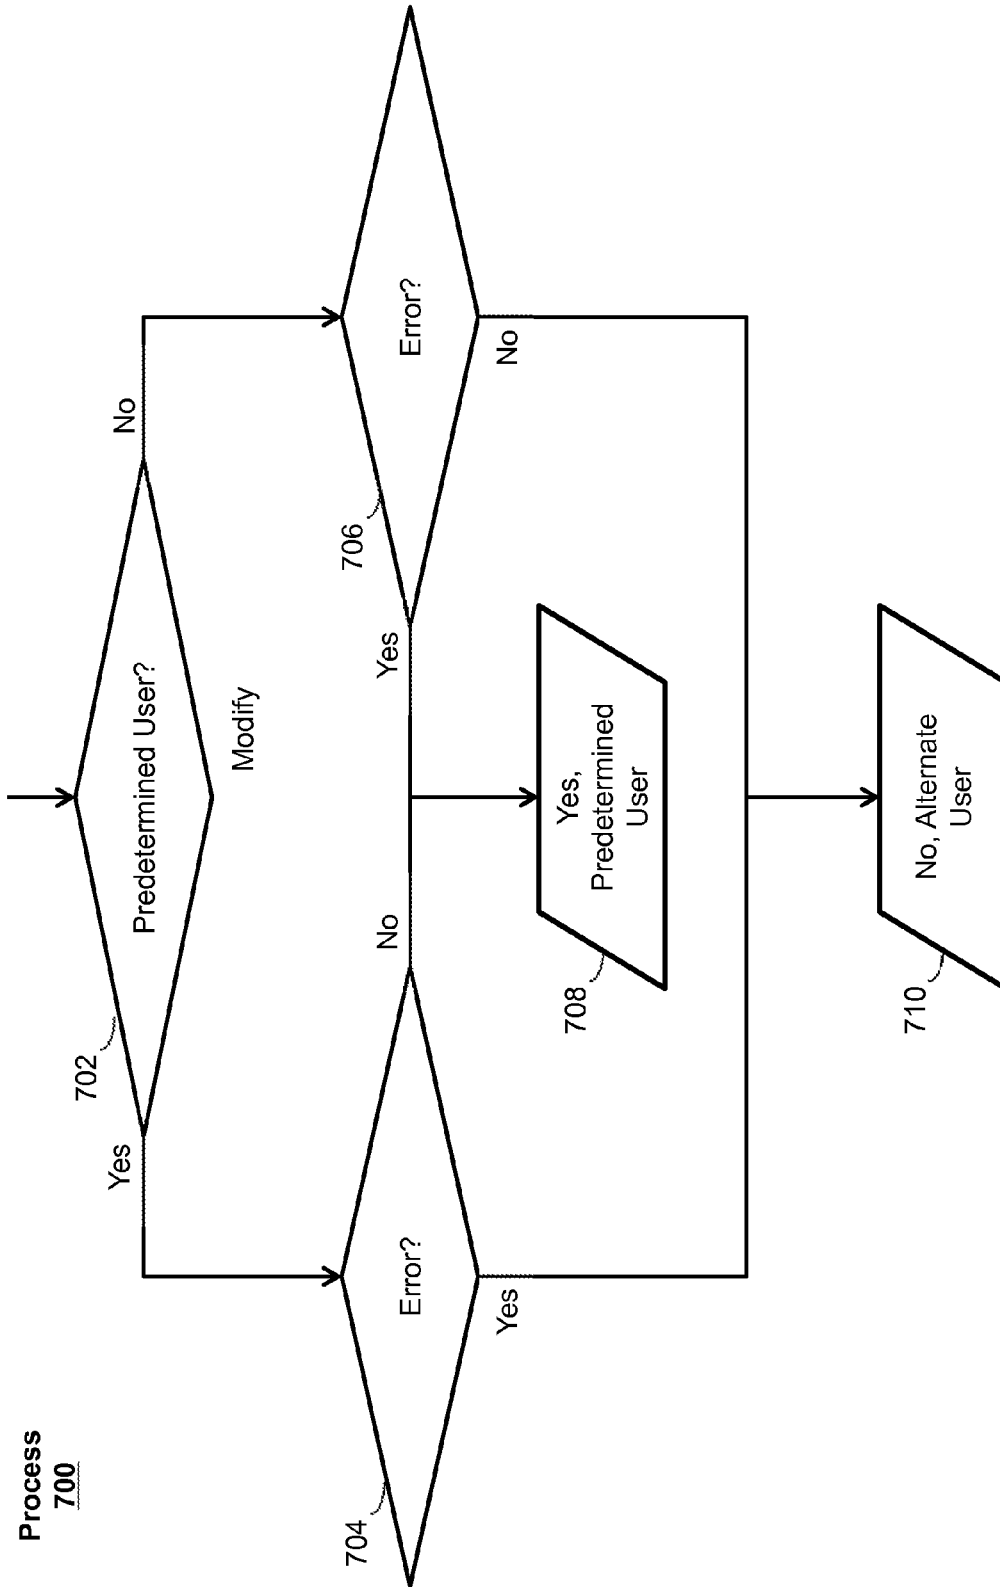 Process
700
702
Predetermined User?
Yes
No
Modify
704
Error?
No
Yes
706
Error?
Yes
No
708
Yes,
Predetermined
User
710
No, Alternate
User